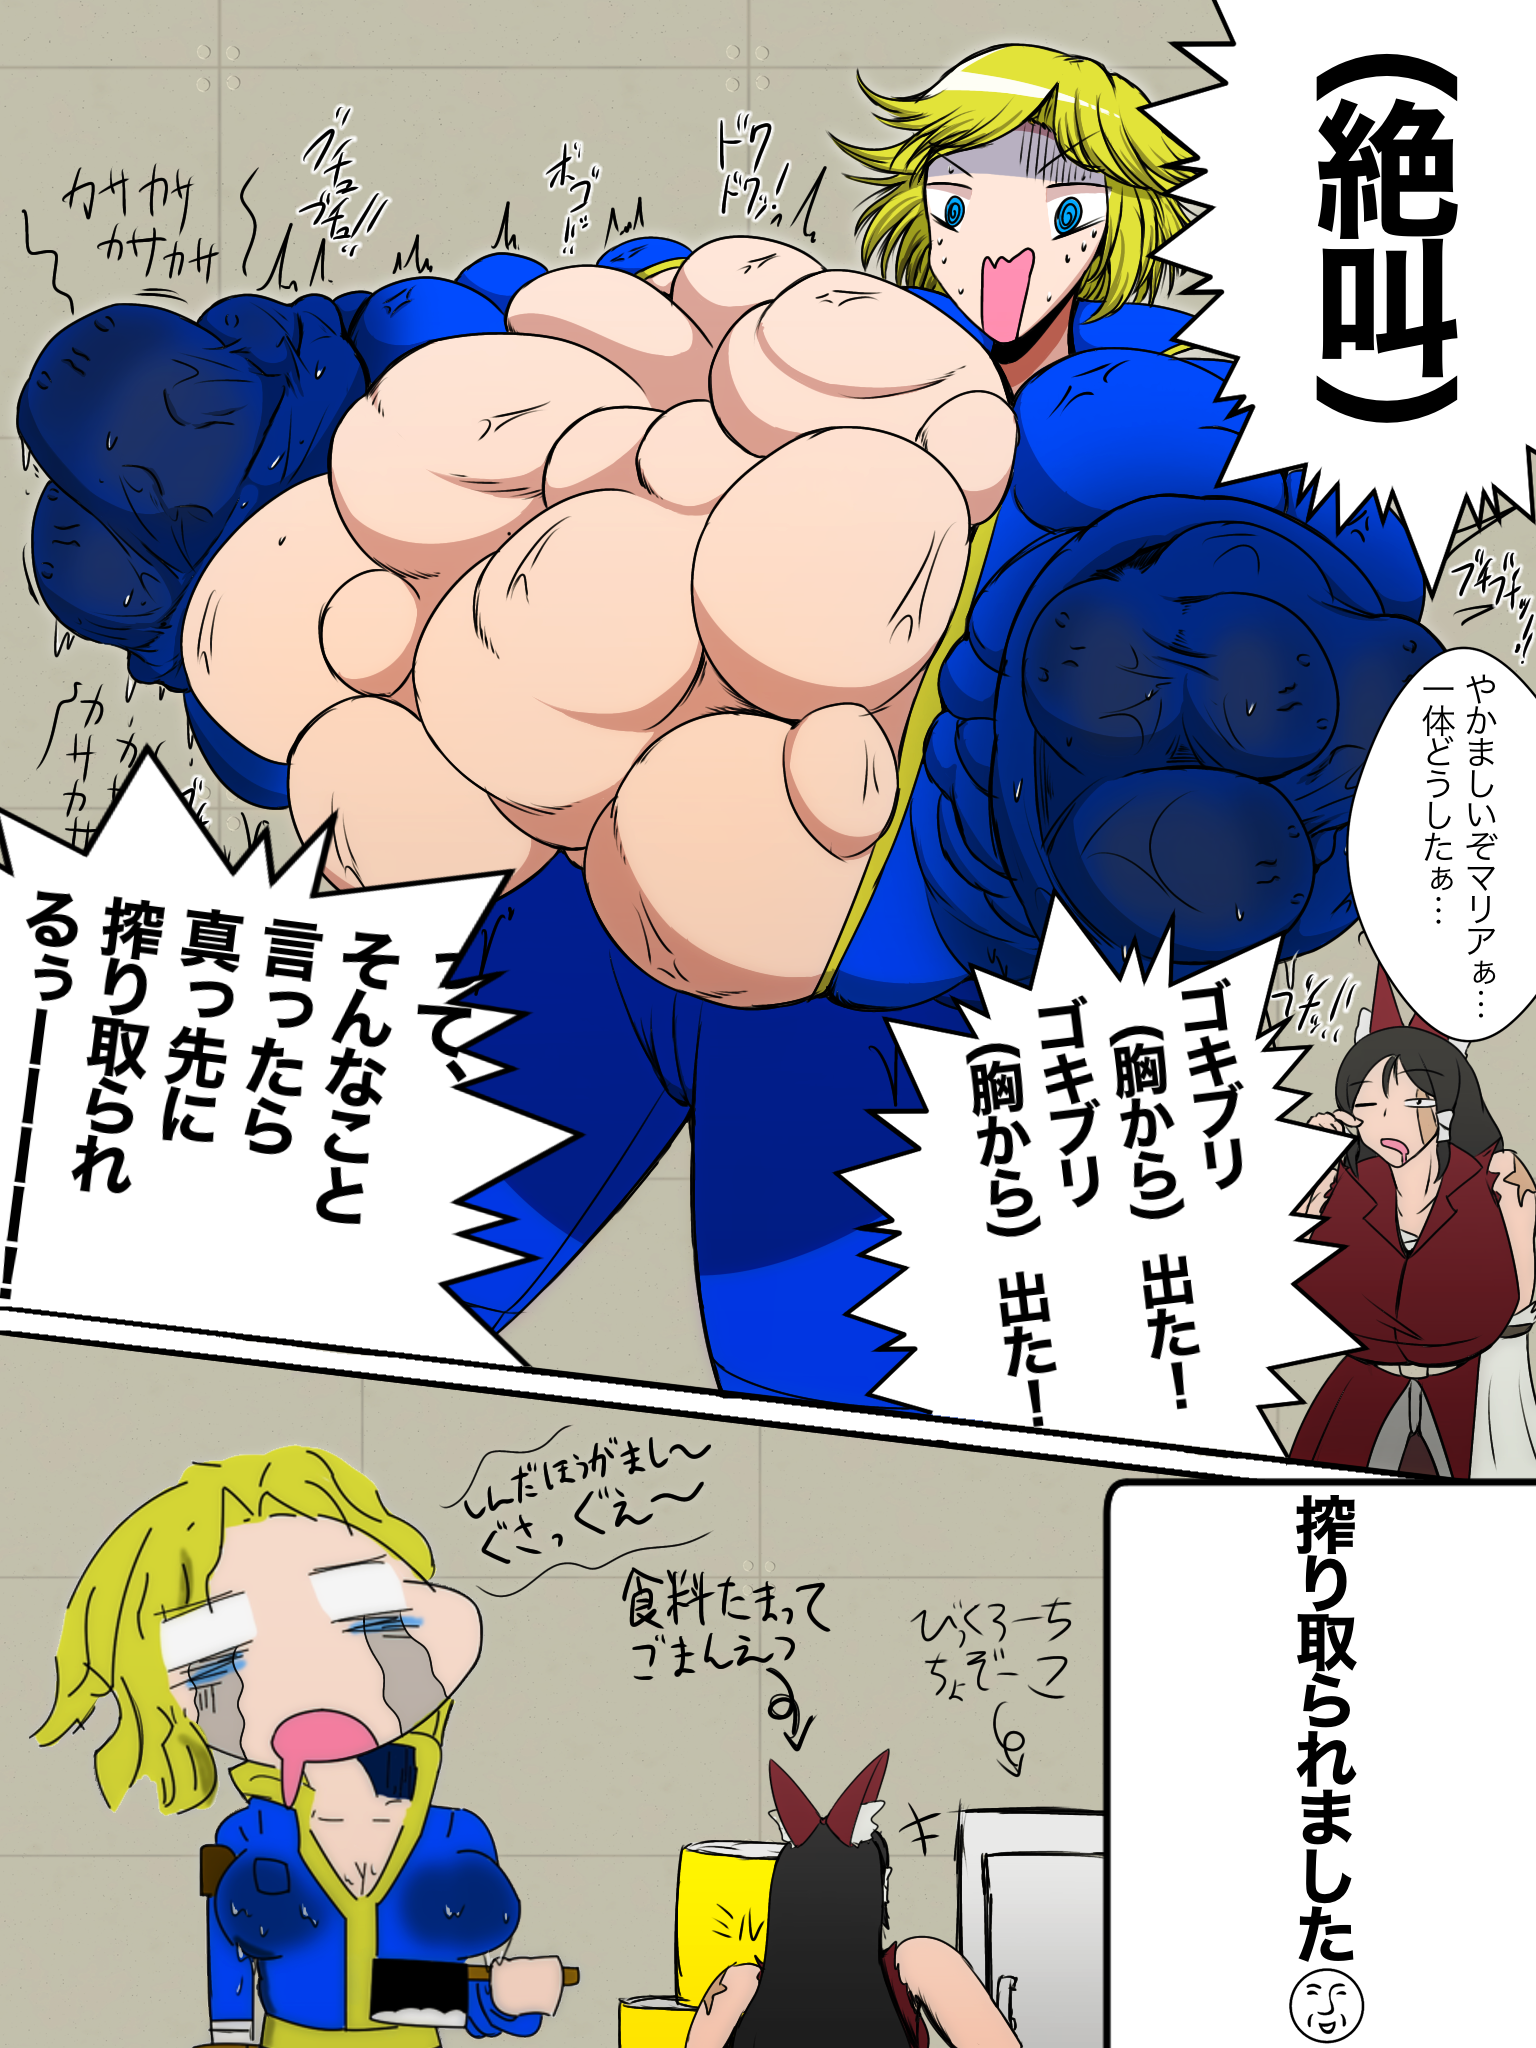 (絶叫)
ドクドクッ!
ボゴ!!
ブチュブチュ!!
カサカサ
カサカサ
ブチブチッ!!
やかましいぞマリアぁ…
一体どうしたぁ…
ゴキブリ
(胸から) 出た!
ゴキブリ
(胸から) 出た!
カサカサ
って、
そんなこと
言ったら
真っ先に
搾り取られ
るぅーーーーー!
搾り取られました
びっくろーち
ちょぞーこ
食料たまって
ごまんえつ
しんだほうがまし〜
ぐさっ ぐえ〜